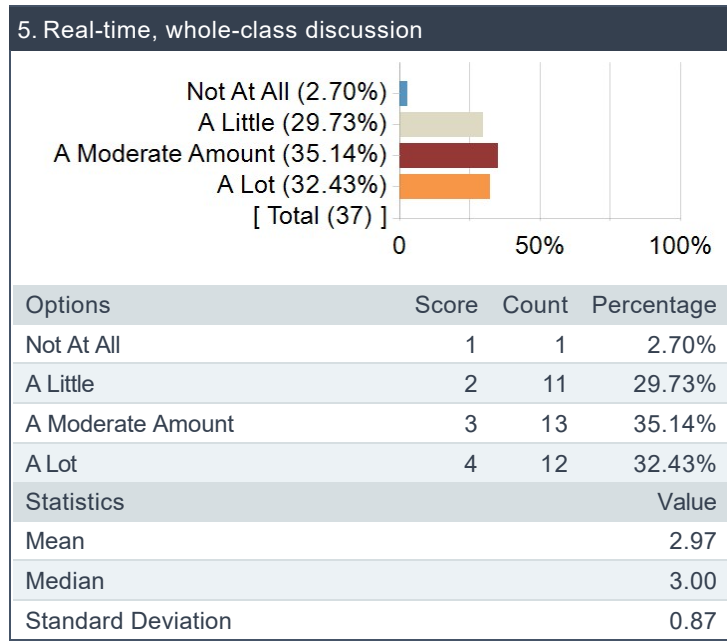 5. Real-time, whole-class discussion
Not At All (2.70%)
A Little (29.73%)
A Moderate Amount (35.14%)
A Lot (32.43%)
[ Total (37) ]
0 50% 100%
Options Score Count Percentage
Not At All 1 1 2.70%
A Little 2 11 29.73%
A Moderate Amount 3 13 35.14%
A Lot 4 12 32.43%
Statistics Value
Mean 2.97
Median 3.00
Standard Deviation 0.87